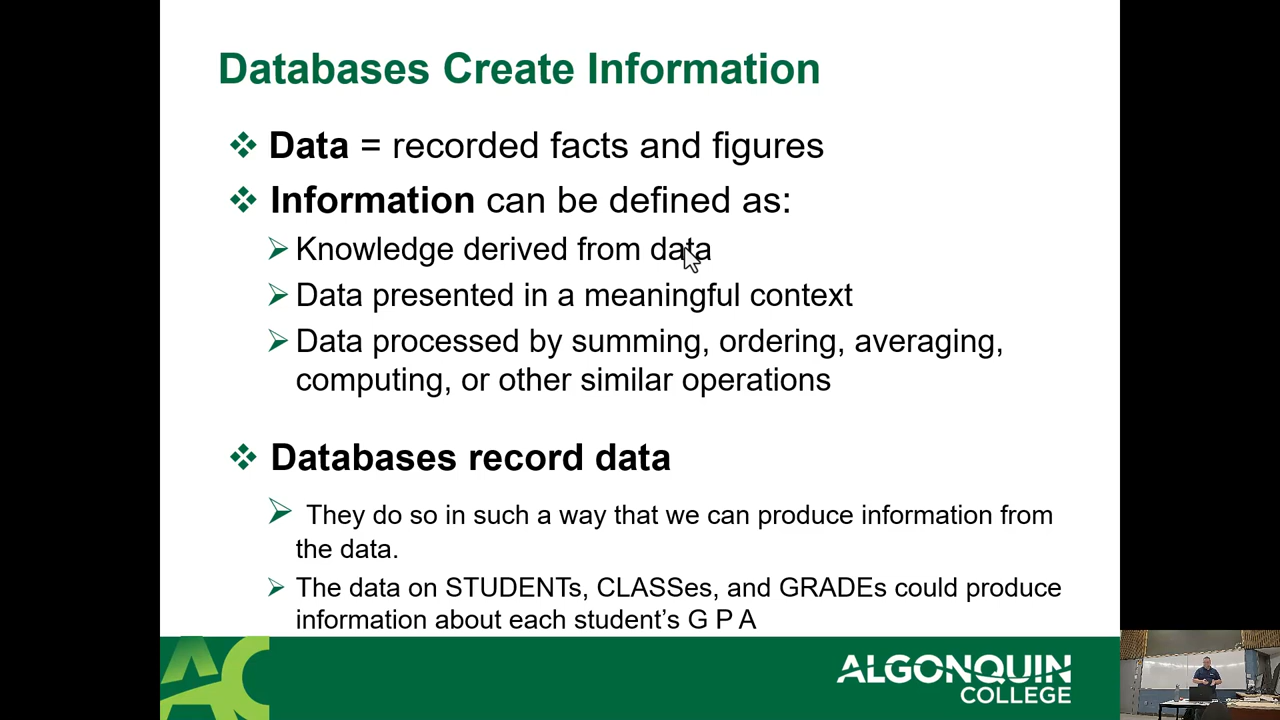 Databases Create Information
❖ Data = recorded facts and figures
❖ Information can be defined as:
➢ Knowledge derived from data
➢ Data presented in a meaningful context
➢ Data processed by summing, ordering, averaging,
computing, or other similar operations
❖ Databases record data
➢ They do so in such a way that we can produce information from
the data.
➢ The data on STUDENTs, CLASSes, and GRADEs could produce
information about each student’s G P A
AC
ALGONQUIN
COLLEGE